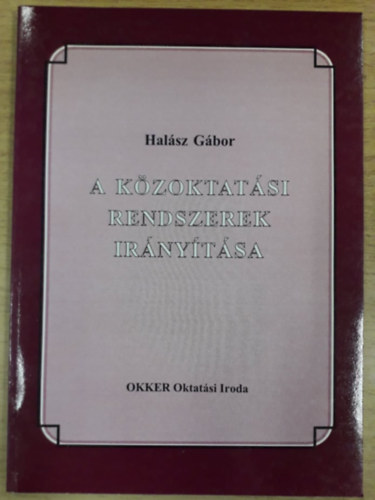 Halász Gábor
A KÖZOKTATÁSI
RENDSZEREK
IRÁNYÍTÁSA
OKKER Oktatási Iroda